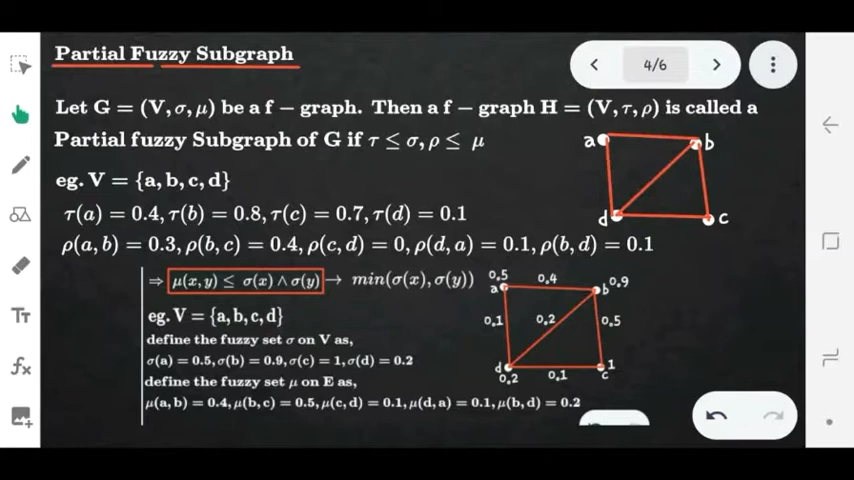 Partial Fuzzy Subgraph
4/6
Let G = (V, σ, μ) be a f − graph. Then a f − graph H = (V, τ, ρ) is called a
Partial fuzzy Subgraph of G if τ ≤ σ, ρ ≤ μ
a b
d c
eg. V = {a, b, c, d}
τ(a) = 0.4, τ(b) = 0.8, τ(c) = 0.7, τ(d) = 0.1
ρ(a, b) = 0.3, ρ(b, c) = 0.4, ρ(c, d) = 0, ρ(d, a) = 0.1, ρ(b, d) = 0.1
⇒ μ(x, y) ≤ σ(x) ∧ σ(y) → min(σ(x), σ(y))
eg. V = {a, b, c, d}
define the fuzzy set σ on V as,
σ(a) = 0.5, σ(b) = 0.9, σ(c) = 1, σ(d) = 0.2
define the fuzzy set μ on E as,
μ(a, b) = 0.4, μ(b, c) = 0.5, μ(c, d) = 0.1, μ(d, a) = 0.1, μ(b, d) = 0.2
0.5 0.4
a b 0.9
0.1 0.2 0.5
d 1
0.2 0.1 c
Tт
fx